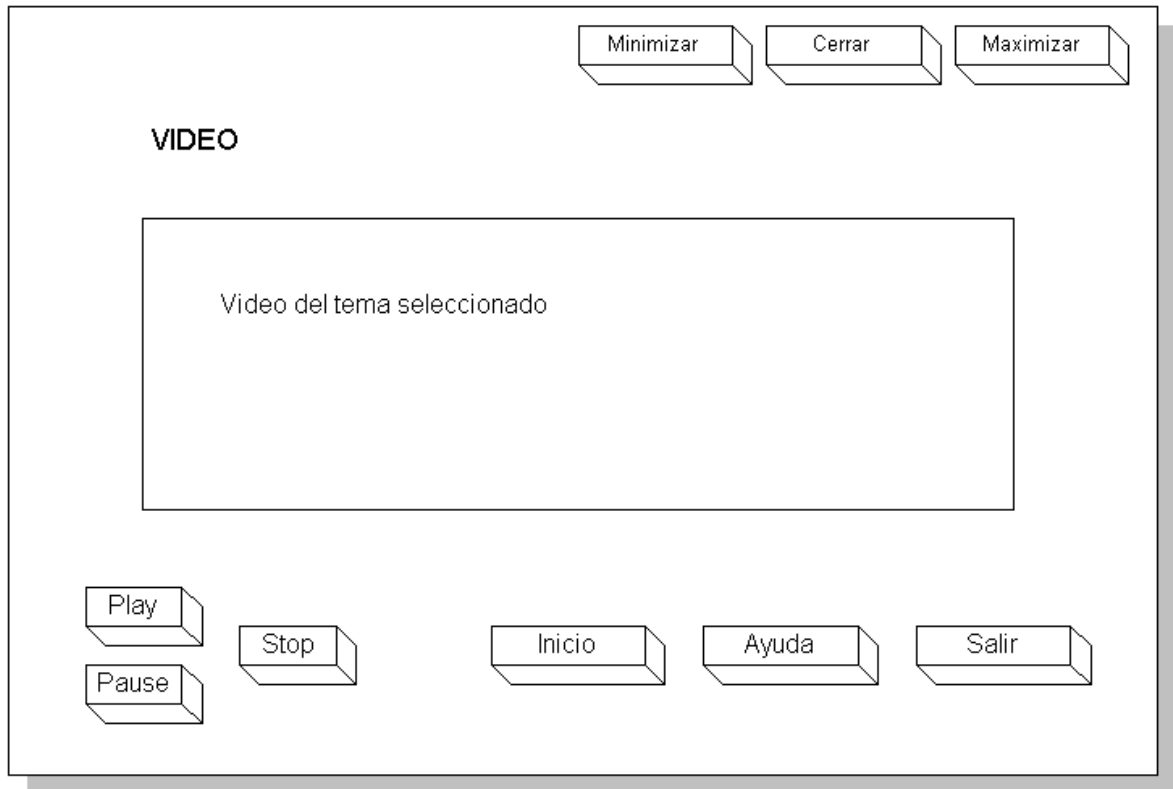 Minimizar
Cerrar
Maximizar
VIDEO
Video del tema seleccionado
Play
Pause
Stop
Inicio
Ayuda
Salir